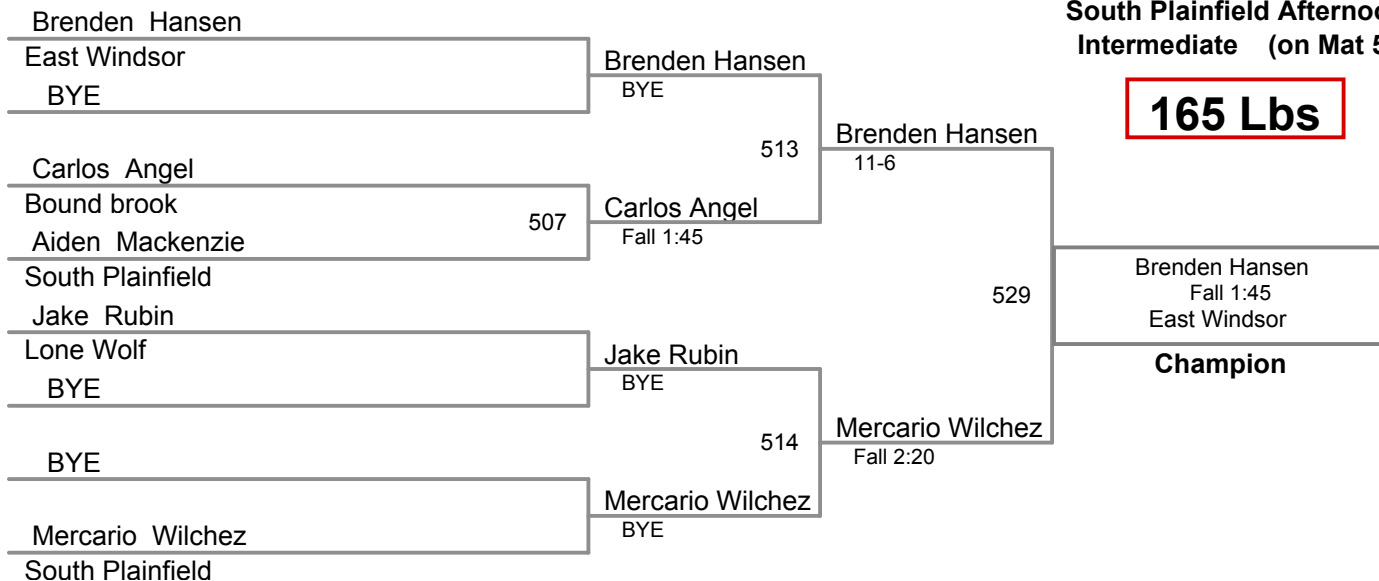 South Plainfield
Intermediate (on Mat
165 Lbs
Brenden Hansen
East Windsor
BYE
Carlos Angel
Bound brook
Aiden Mackenzie
South Plainfield
Jake Rubin
Lone Wolf
BYE
BYE
Mercario Wilchez
South Plainfield
507
Brenden Hansen
BYE
Carlos Angel
Fall 1:45
Jake Rubin
BYE
Mercario Wilchez
BYE
513
514
Brenden Hansen
11-6
Mercario Wilchez
Fall 2:20
529
Brenden Hansen
Fall 1:45
East Windsor
Champion